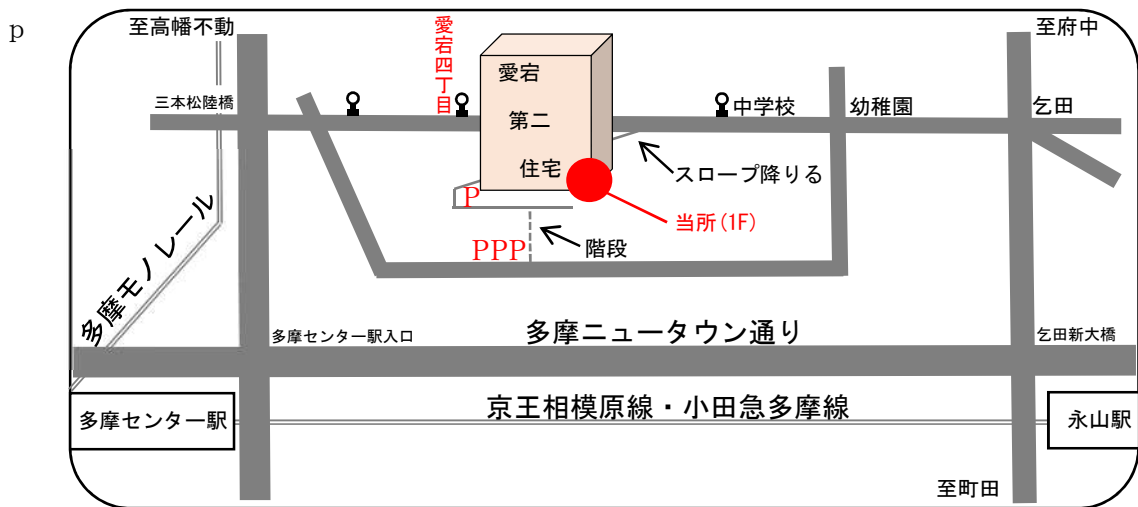 p
至高幡不動
愛宕四丁目
至府中
愛宕
第二
住宅
三本松陸橋
中学校
幼稚園
乞田
スロープ降りる
P
当所(1F)
PPP
階段
多摩モノレール
多摩センター駅入口
多摩ニュータウン通り
乞田新大橋
京王相模原線・小田急多摩線
多摩センター駅
永山駅
至町田